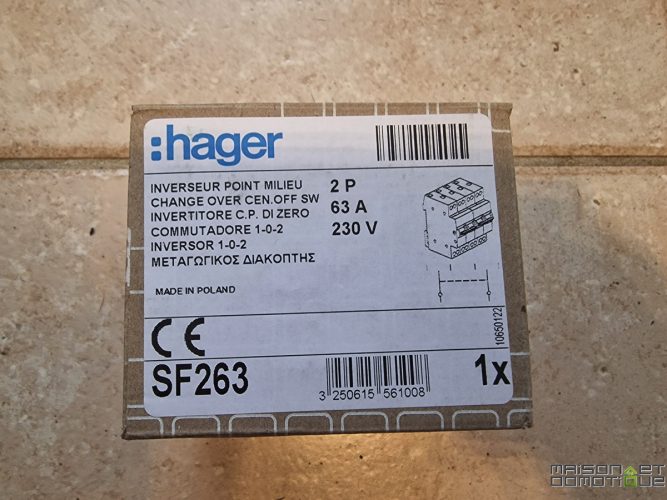 :hager
INVERSEUR POINT MILIEU
CHANGE OVER CEN.OFF SW
INVERTITORE C.P. DI ZERO
COMMUTADORE 1-0-2
INVERSOR 1-0-2
ΜΕΤΑΓΩΓΙΚΟΣ ΔΙΑΚΟΠΤΗΣ
2 P
63 A
230 V
MADE IN POLAND
10650122
CE
SF263
3 250615 561008
1x
MAISON ET
DOMOTIQUE